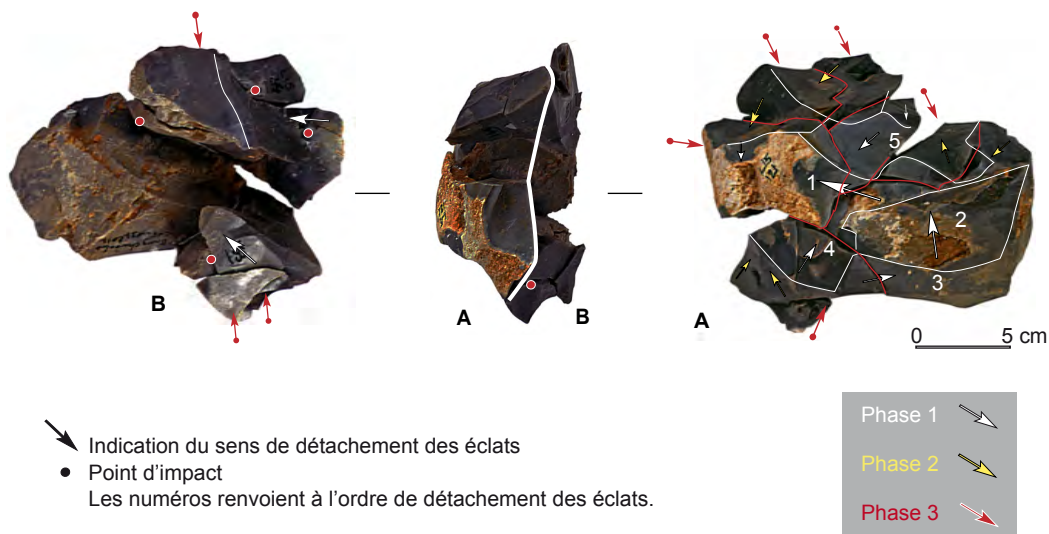 B
A
B
A
1
2
3
4
5
0 5 cm
Indication du sens de détachement des éclats
Point d’impact
Les numéros renvoient à l’ordre de détachement des éclats.
Phase 1
Phase 2
Phase 3